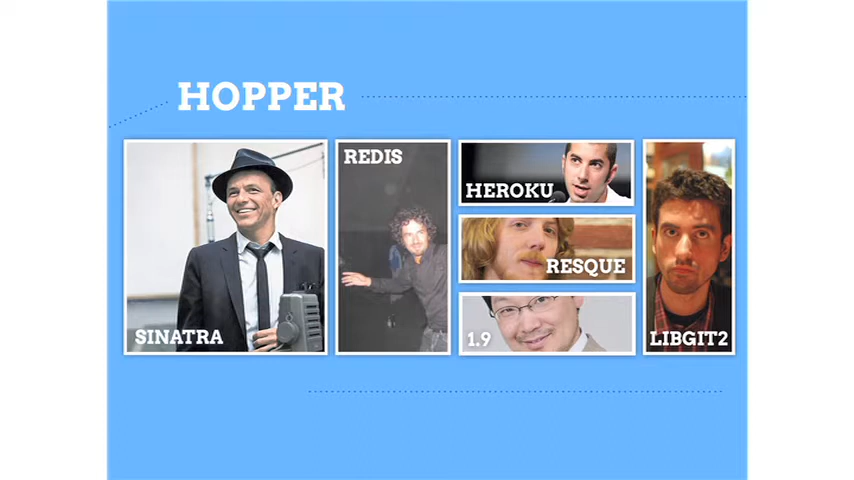 HOPPER
SINATRA
REDIS
HEROKU
RESQUE
1.9
LIBGIT2